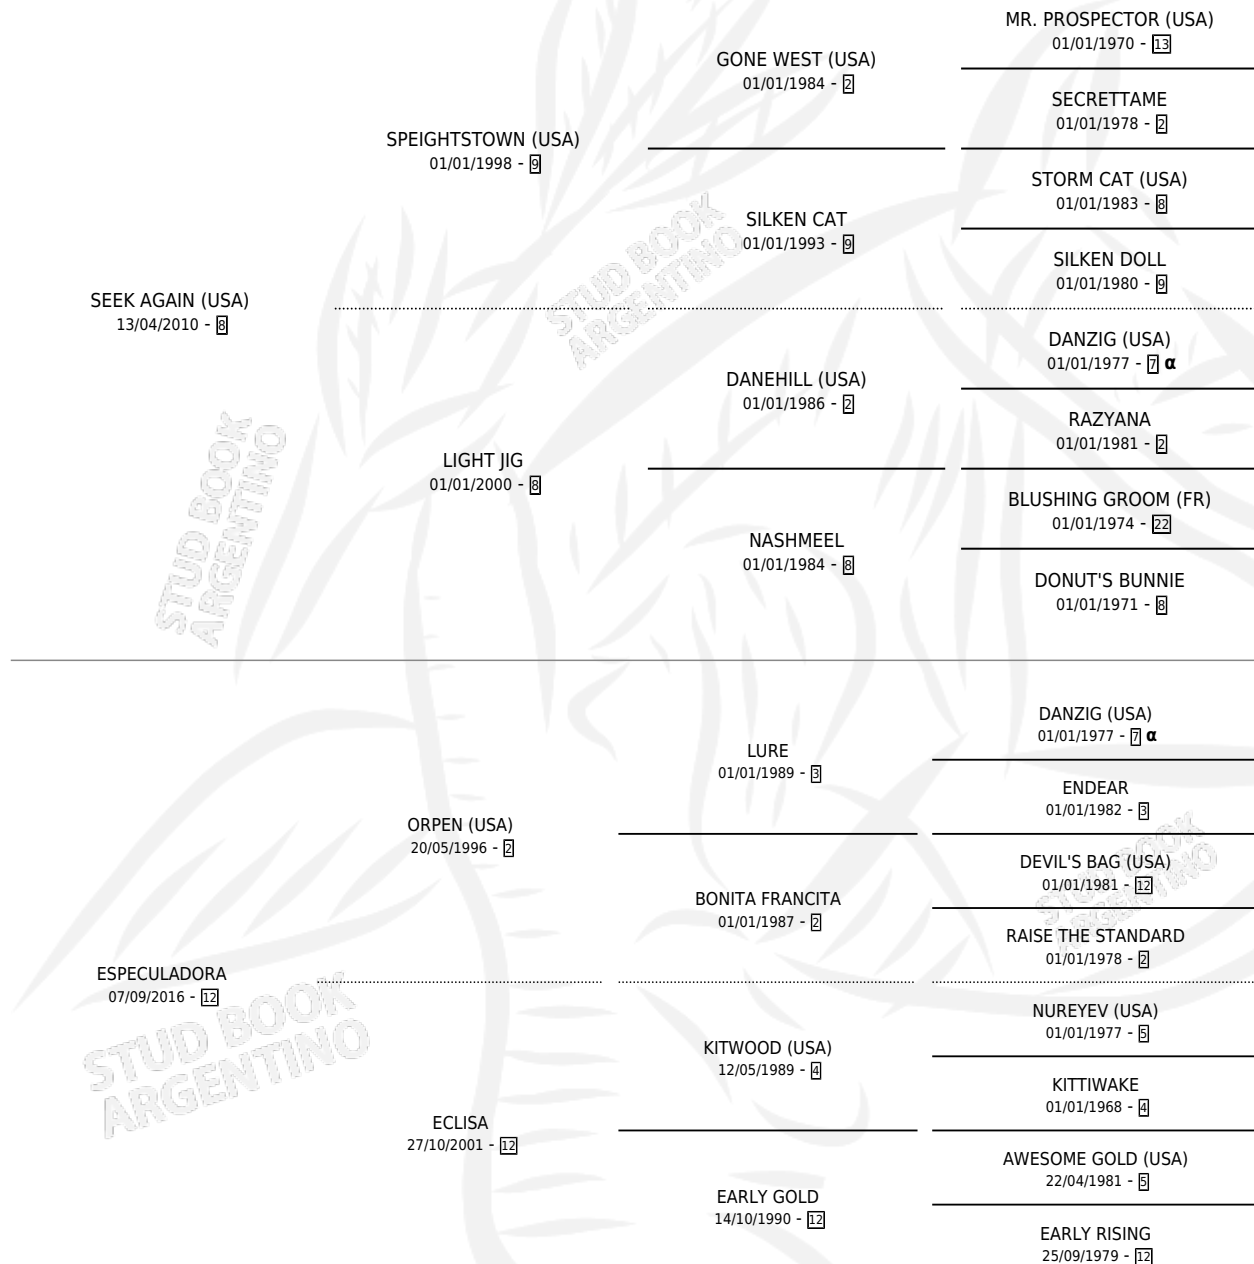 MR. PROSPECTOR (USA)
01/01/1970 - 13
GONE WEST (USA)
01/01/1984 - 2
SECRETTAME
01/01/1978 - 2
SPEIGHTSTOWN (USA)
01/01/1998 - 9
STORM CAT (USA)
01/01/1983 - 8
SILKEN CAT
01/01/1993 - 9
SILKEN DOLL
01/01/1980 - 9
SEEK AGAIN (USA)
13/04/2010 - 8
DANZIG (USA)
01/01/1977 - 7 α
DANEHILL (USA)
01/01/1986 - 2
RAZYANA
01/01/1981 - 2
LIGHT JIG
01/01/2000 - 8
BLUSHING GROOM (FR)
01/01/1974 - 22
NASHMEEL
01/01/1984 - 8
DONUT'S BUNNIE
01/01/1971 - 8
DANZIG (USA)
01/01/1977 - 7 α
LURE
01/01/1989 - 3
ENDEAR
01/01/1982 - 3
ORPEN (USA)
20/05/1996 - 2
DEVIL'S BAG (USA)
01/01/1981 - 12
BONITA FRANCITA
01/01/1987 - 2
RAISE THE STANDARD
01/01/1978 - 2
ESPECULADORA
07/09/2016 - 12
NUREYEV (USA)
01/01/1977 - 5
KITWOOD (USA)
12/05/1989 - 4
KITTIWAKE
01/01/1968 - 4
ECLISA
27/10/2001 - 12
AWESOME GOLD (USA)
22/04/1981 - 5
EARLY GOLD
14/10/1990 - 12
EARLY RISING
25/09/1979 - 12
STUD BOOK
ARGENTINO
STUD BOOK
ARGENTINO
STUD BOOK
ARGENTINO
STUD BOOK
ARGENTINO